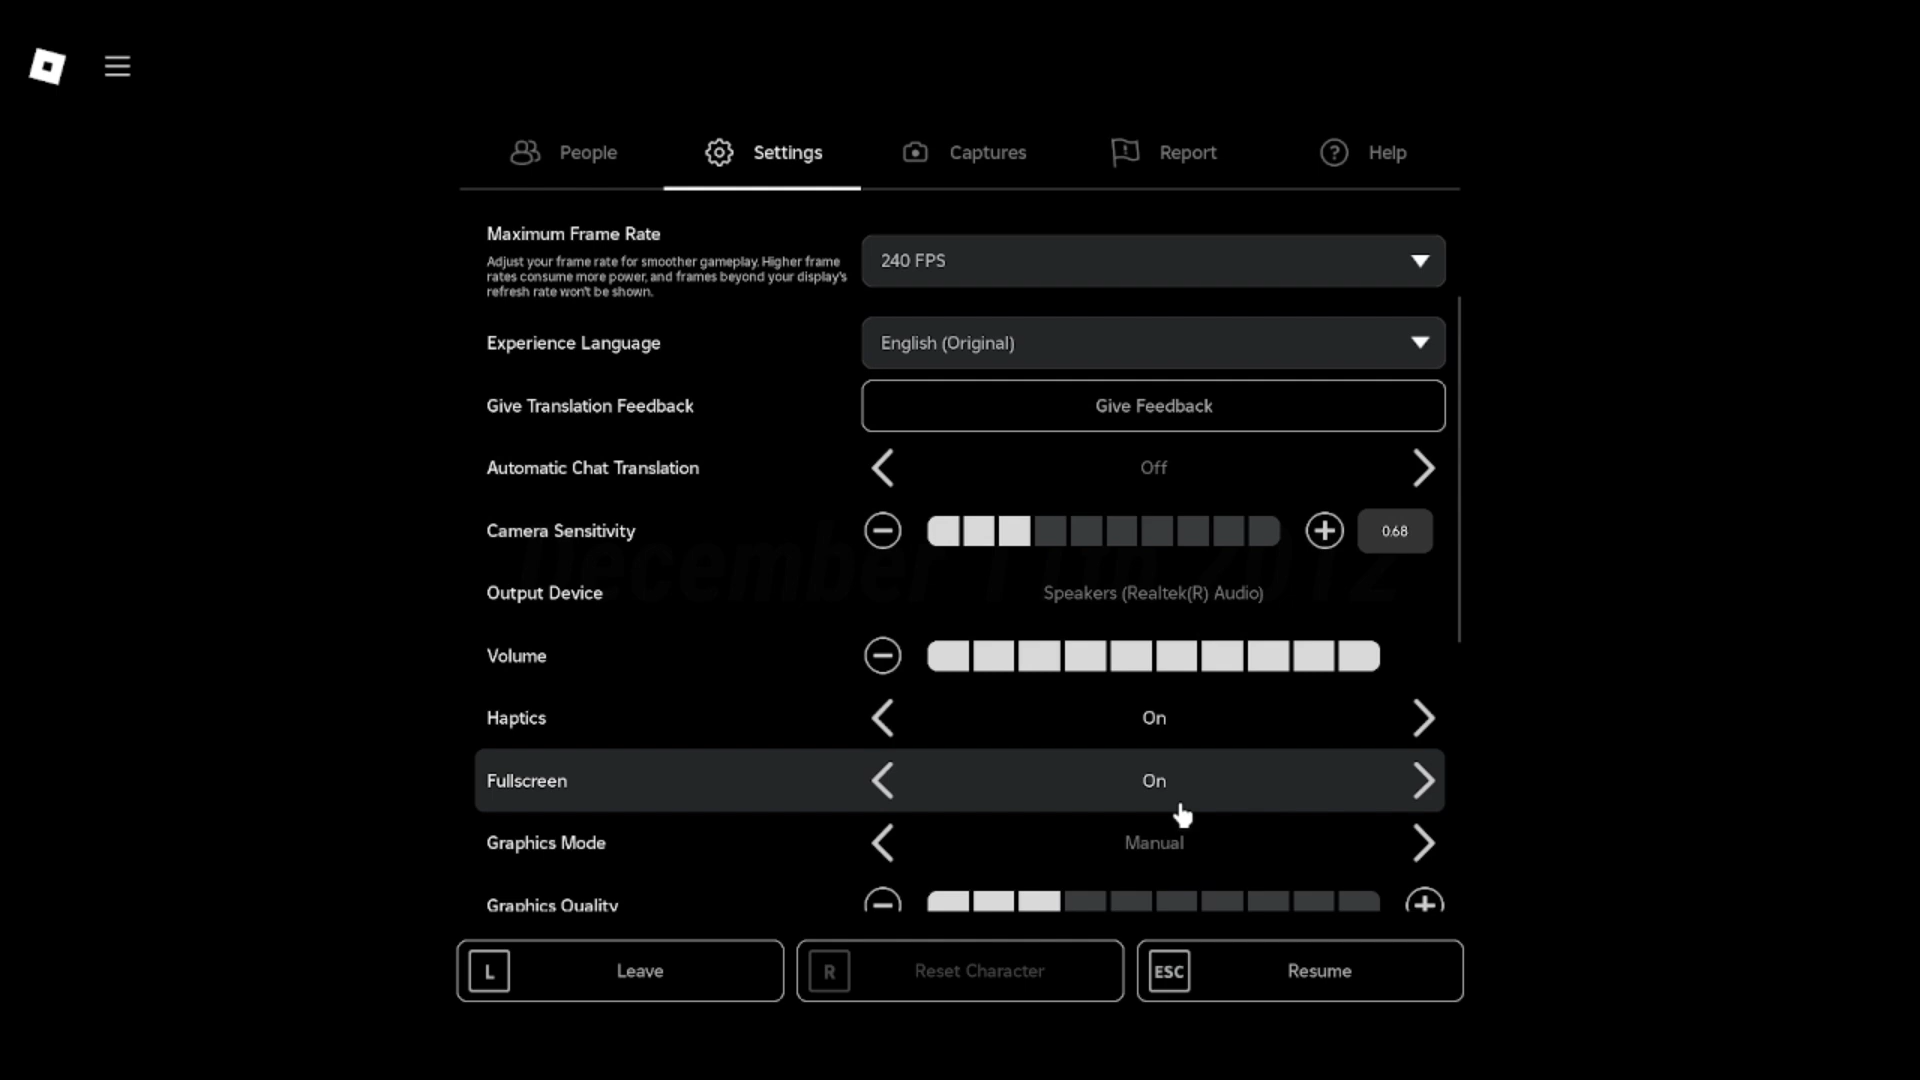 People Settings Captures Report Help
Maximum Frame Rate
Adjust your frame rate for smoother gameplay. Higher frame
rates consume more power, and frames beyond your display's
refresh rate won't be shown.
240 FPS
Experience Language English (Original)
Give Translation Feedback Give Feedback
Automatic Chat Translation Off
Camera Sensitivity 0.68
Output Device Speakers (Realtek(R) Audio)
December 2012
Volume
Haptics On
Fullscreen On
Graphics Mode Manual
Graphics Quality
L Leave R Reset Character ESC Resume